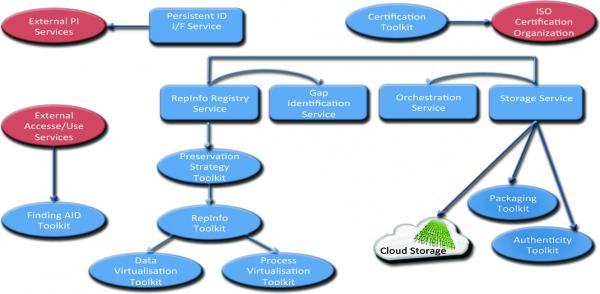 External PI
Services
Persistent ID
I/F Service
Certification
Toolkit
ISO
Certification
Organization
RepInfo Registry
Service
Gap
Identification
Service
Orchestration
Service
Storage Service
External
Accesse/Use
Services
Preservation
Strategy
Toolkit
Finding AID
Toolkit
RepInfo
Toolkit
Packaging
Toolkit
Cloud Storage
Authenticity
Toolkit
Data
Virtualisation
Toolkit
Process
Virtualisation
Toolkit